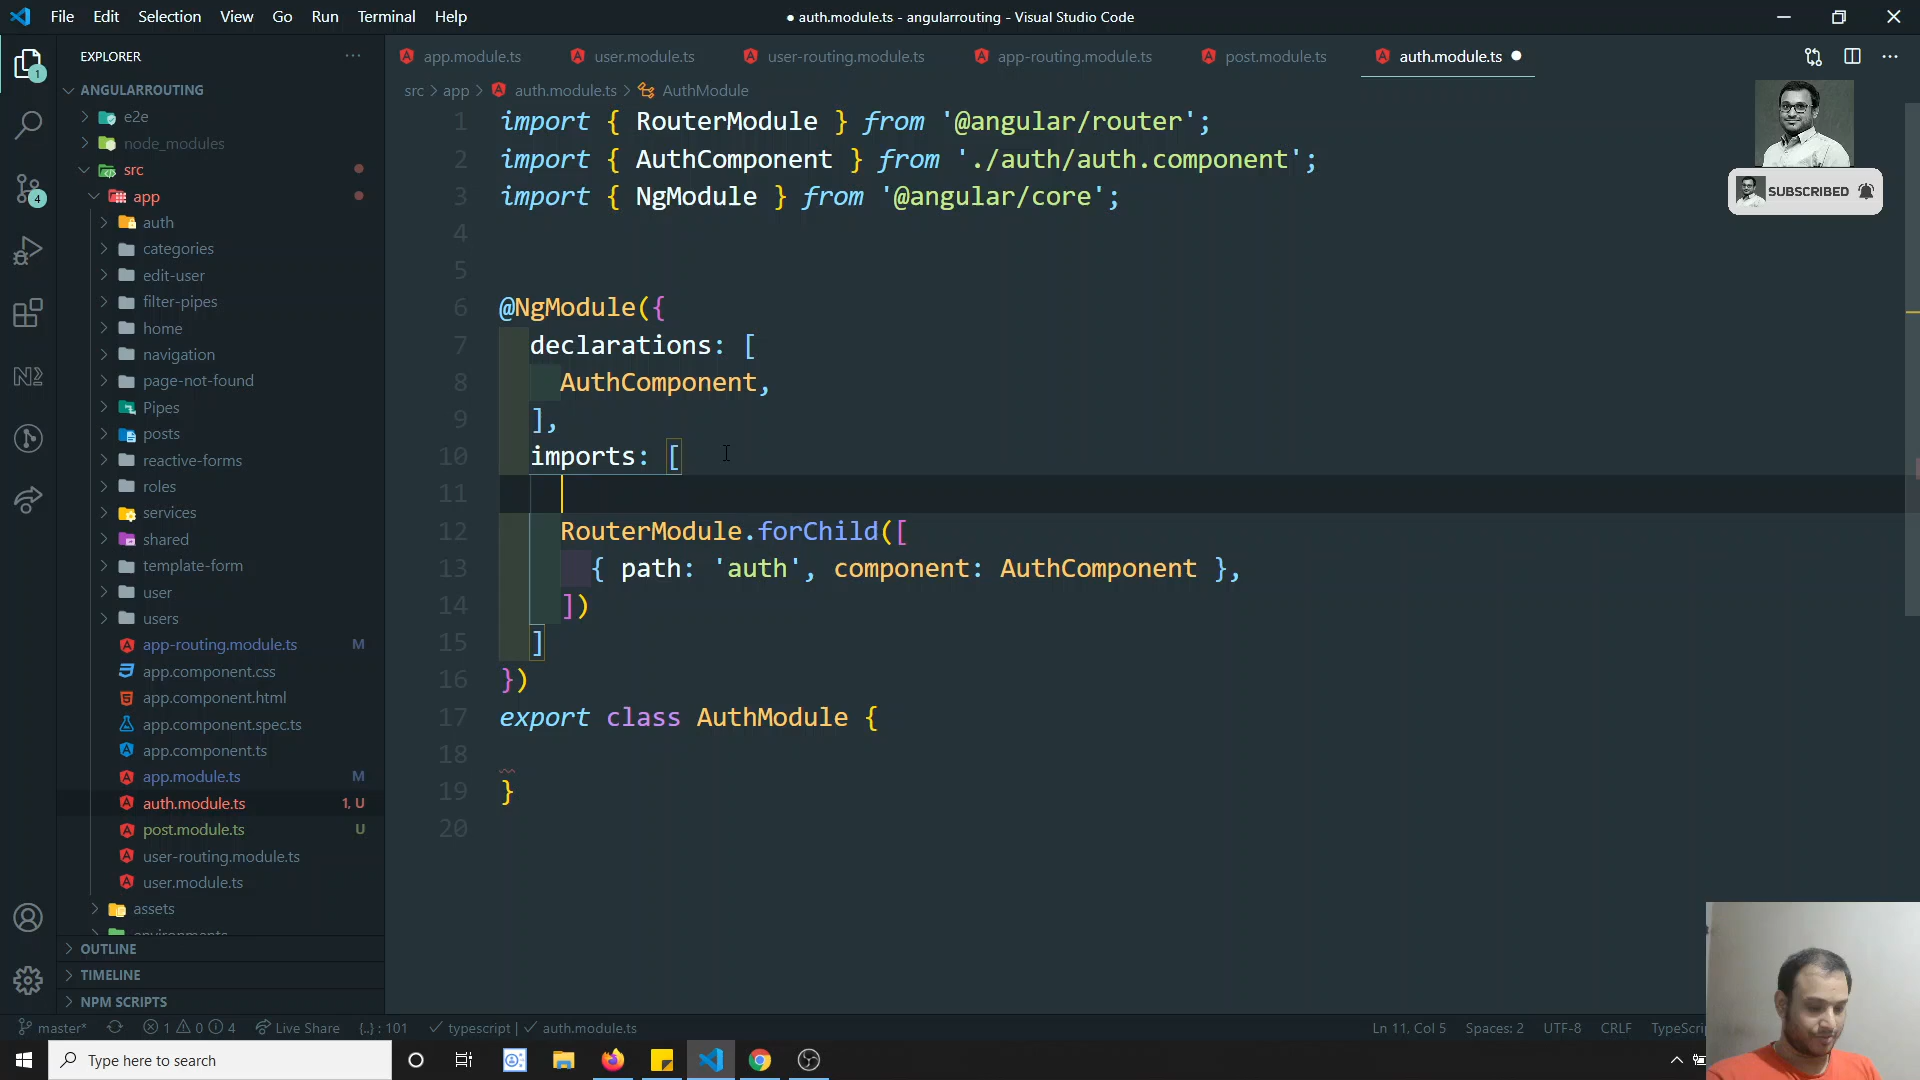 File Edit Selection View Go Run Terminal Help
● auth.module.ts - angularrouting - Visual Studio Code
EXPLORER
ANGULARROUTING
e2e
node_modules
src
app
auth
categories
edit-user
filter-pipes
home
navigation
page-not-found
Pipes
posts
reactive-forms
roles
services
shared
template-form
user
users
app-routing.module.ts M
app.component.css
app.component.html
app.component.spec.ts
app.component.ts
app.module.ts M
auth.module.ts 1, U
post.module.ts U
user-routing.module.ts
user.module.ts
assets
environments
OUTLINE
TIMELINE
NPM SCRIPTS
app.module.ts user.module.ts user-routing.module.ts app-routing.module.ts post.module.ts auth.module.ts
src > app > auth.module.ts > AuthModule
1 import { RouterModule } from '@angular/router';
2 import { AuthComponent } from './auth/auth.component';
3 import { NgModule } from '@angular/core';
4
5
6 @NgModule({
7 declarations: [
8 AuthComponent,
9 ],
10 imports: [
11
12 RouterModule.forChild([
13 { path: 'auth', component: AuthComponent },
14 ])
15 ]
16 })
17 export class AuthModule {
18
19 }
20
SUBSCRIBED
1
4
master* 1 0 4 Live Share {..} : 101 typescript | auth.module.ts Ln 11, Col 5 Spaces: 2 UTF-8 CRLF
Type here to search